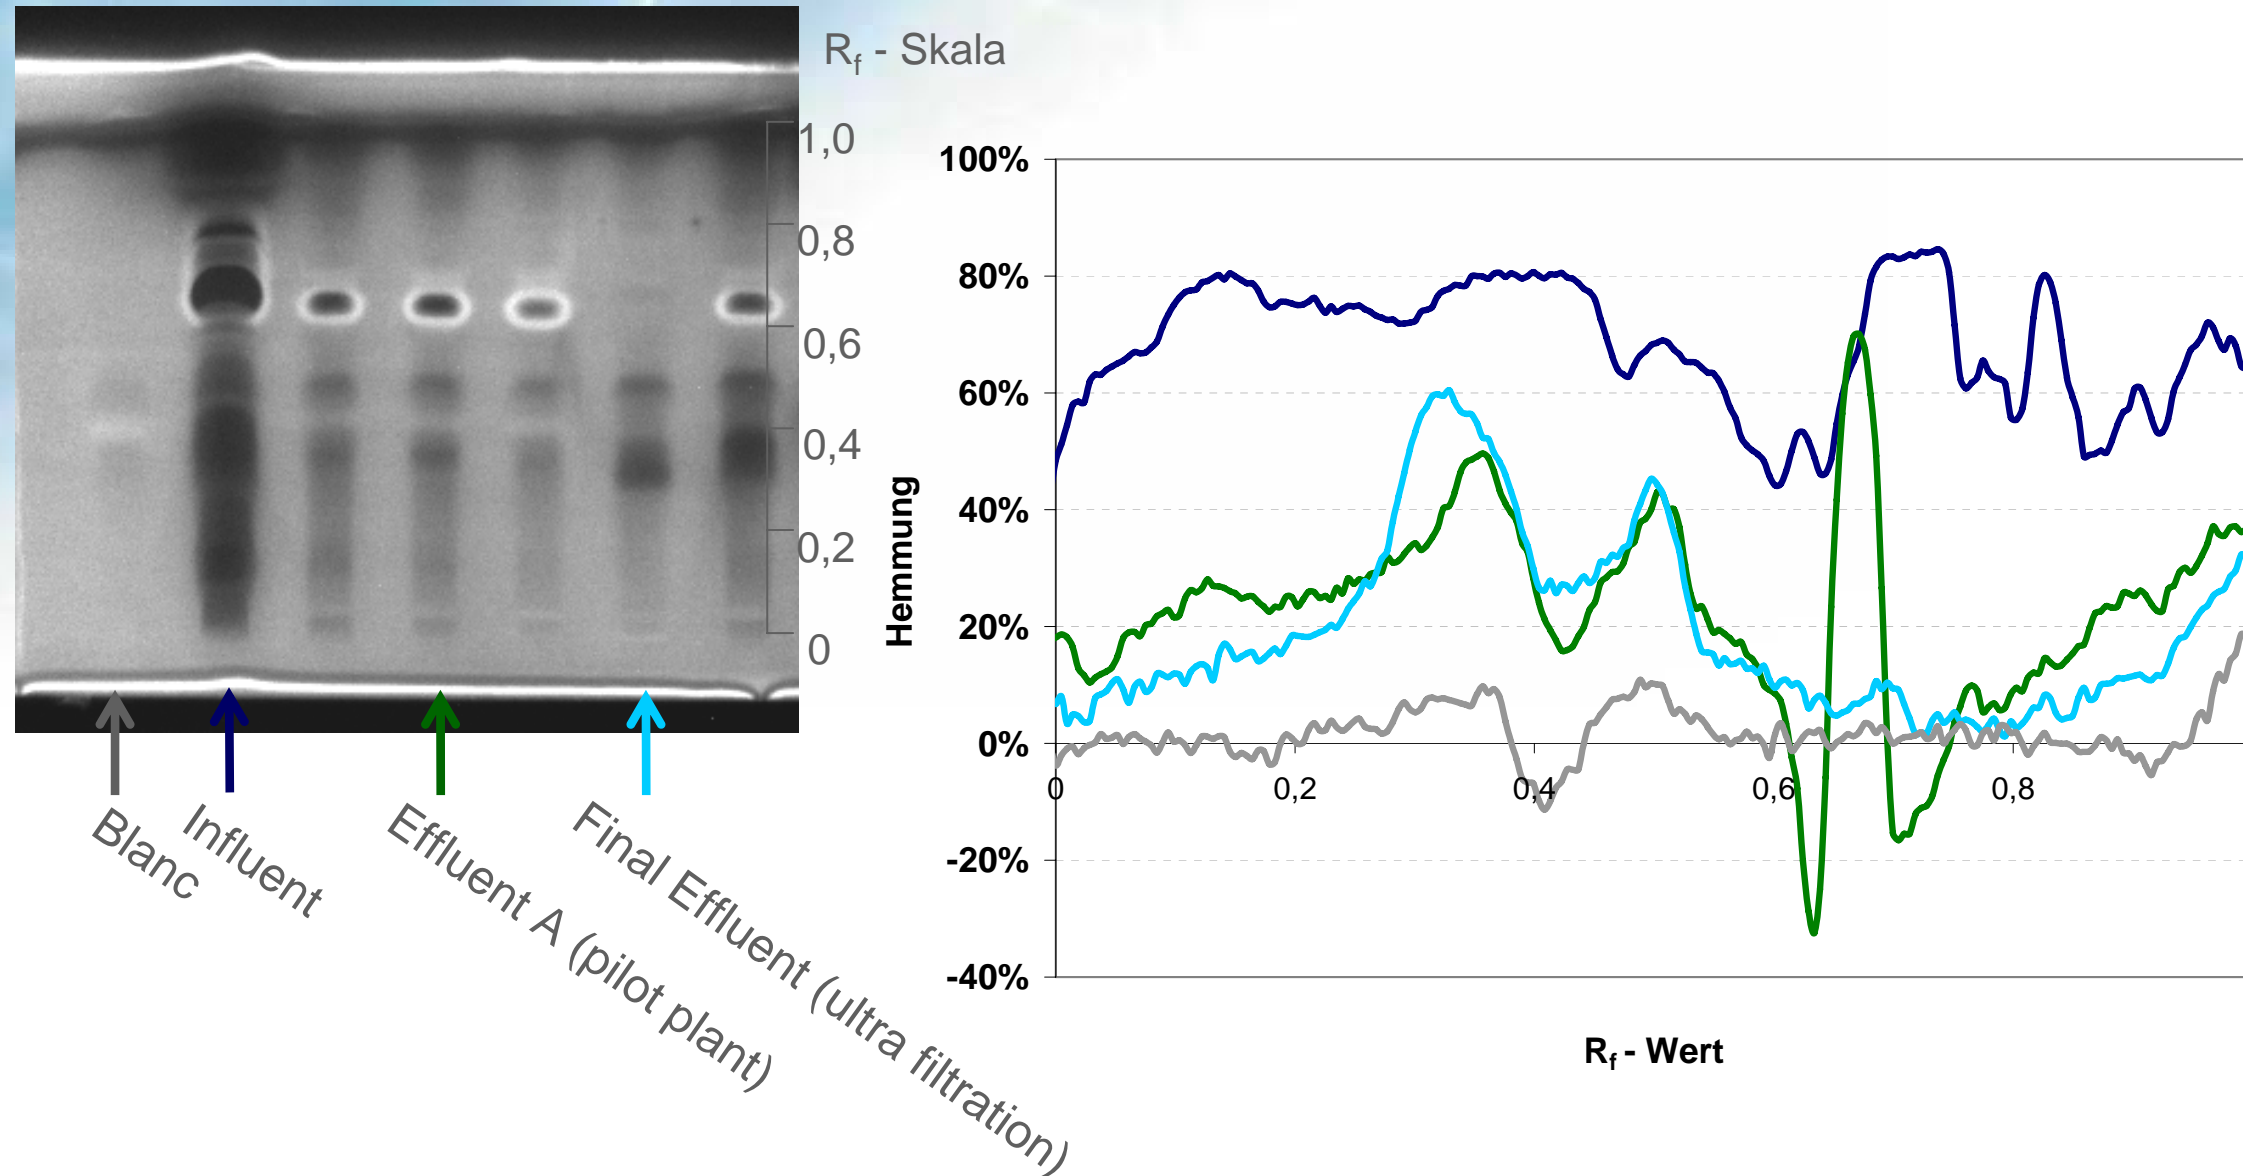 R_f - Skala
1,0
0,8
0,6
0,4
0,2
0
Blanc
Influent
Effluent A (pilot plant)
Final Effluent (ultra filtration)
100%
80%
60%
40%
20%
0%
-20%
-40%
Hemmung
0
0,2
0,4
0,6
0,8
R_f - Wert